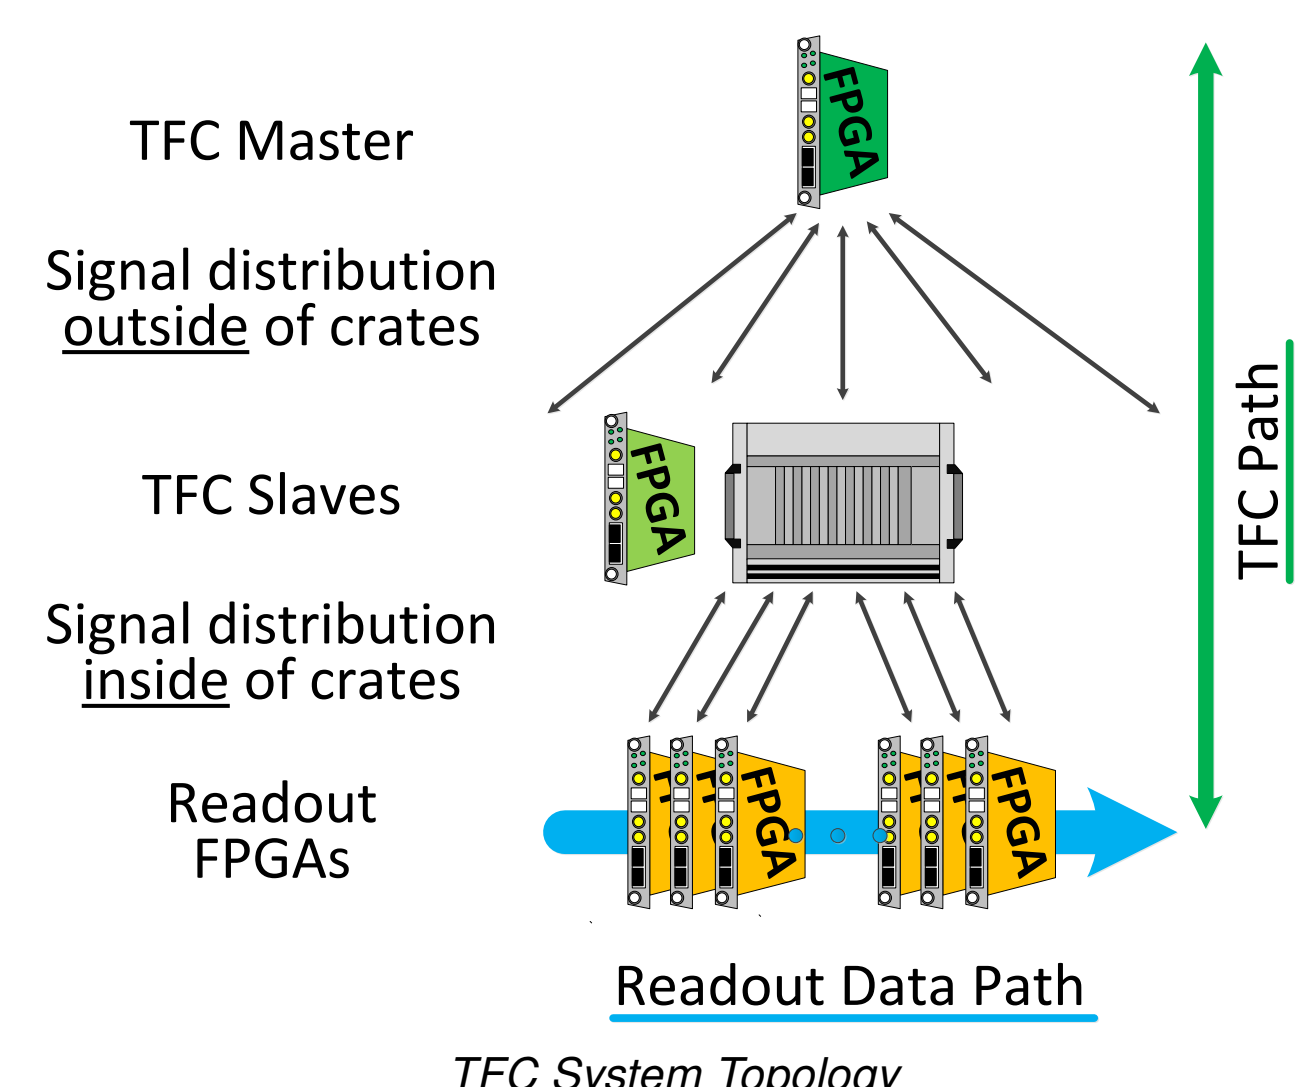 FPGA
TFC Master
Signal distribution
outside of crates
TFC Path
FPGA
TFC Slaves
Signal distribution
inside of crates
Readout
FPGAs
FPGA
FPGA
Readout Data Path
TFC System Topology